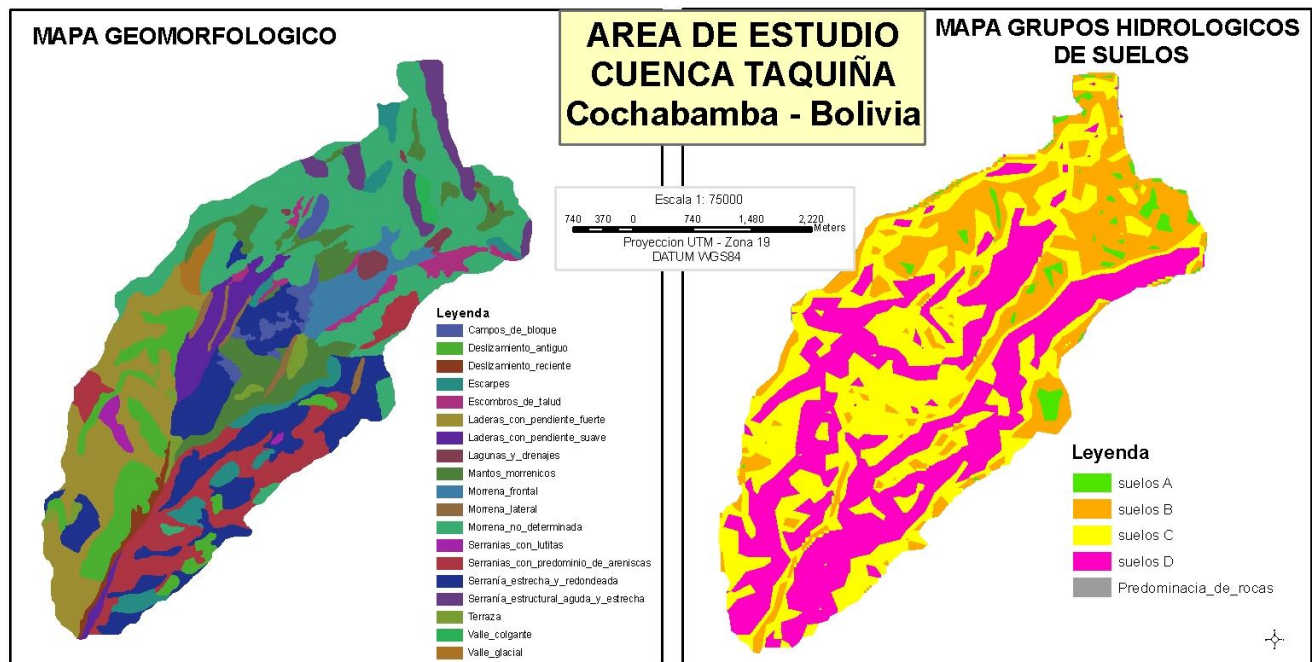 MAPA GEOMORFOLOGICO
AREA DE ESTUDIO
CUENCA TAQUIÑA
Cochabamba - Bolivia
MAPA GRUPOS HIDROLOGICOS
DE SUELOS
Escala 1: 75000
740 370 0 740 1,480 2,220
Meters
Proyeccion UTM - Zona 19
DATUM WGS84
Leyenda
Campos_de_bloque
Deslizamiento_antiguo
Deslizamiento_reciente
Escarpes
Escombros_de_talud
Laderas_con_pendiente_fuerte
Laderas_con_pendiente_suave
Lagunas_y_drenajes
Mantos_morrenicos
Morrena_frontal
Morrena_lateral
Morrena_no_determinada
Serranias_con_lutitas
Serranias_con_predominio_de_areniscas
Serranía_estrecha_y_redondeada
Serranía_estructural_aguda_y_estrecha
Terraza
Valle_colgante
Valle_glacial
Leyenda
suelos A
suelos B
suelos C
suelos D
Predominacia_de_rocas